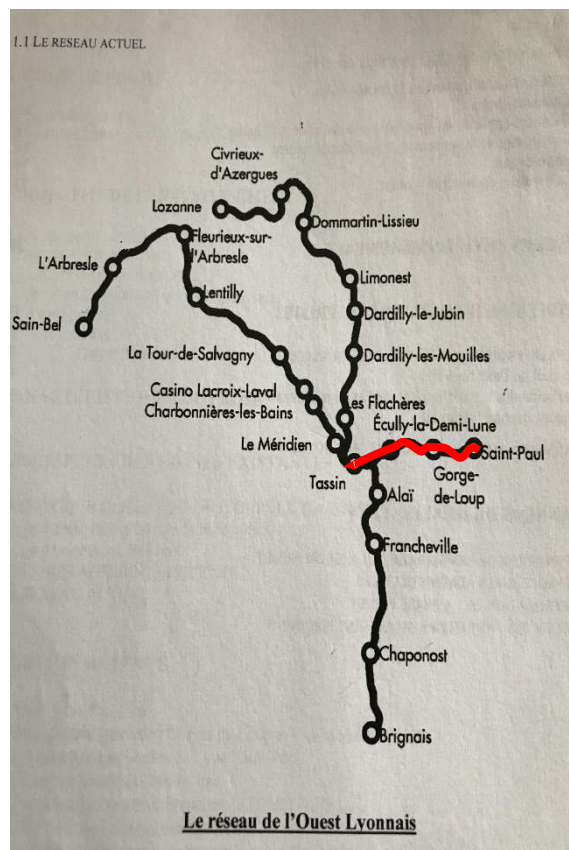 1.1 LE RESEAU ACTUEL
Civrieux-
d'Azergues
Lozanne
Dommartin-Lissieu
Fleurieux-sur-
l'Arbresle
L'Arbresle
Limonest
Lentilly
Dardilly-le-Jubin
Sain-Bel
La Tour-de-Salvagny
Dardilly-les-Mouilles
Casino Lacroix-Laval
Charbonnières-les-Bains
Les Flachères
Écully-la-Demi-Lune
Le Méridien
Saint-Paul
Tassin
Gorge-
de-Loup
Alaï
Francheville
Chaponost
Brignais
Le réseau de l'Ouest Lyonnais